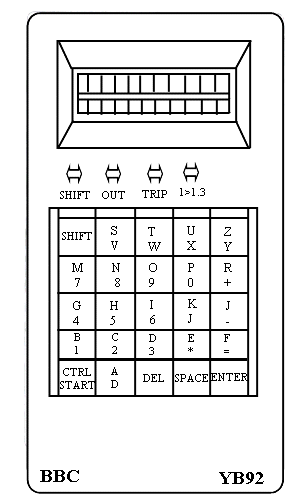 SHIFT OUT TRIP 1>1.3
SHIFT S T U Z
V W X Y
M N O P R
7 8 9 0 +
G H I K J
4 5 6 J -
B C D E F
1 2 3 * =
CTRL A DEL SPACE ENTER
START D
BBC YB92